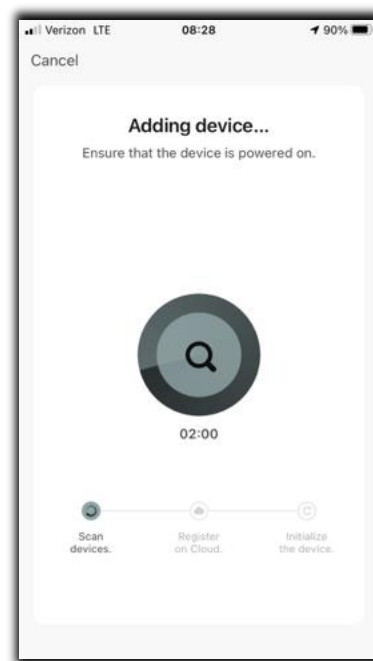 Verizon LTE 08:28 90%
Cancel
Adding device...
Ensure that the device is powered on.
02:00
Scan Register Initialize
devices. on Cloud. the device.